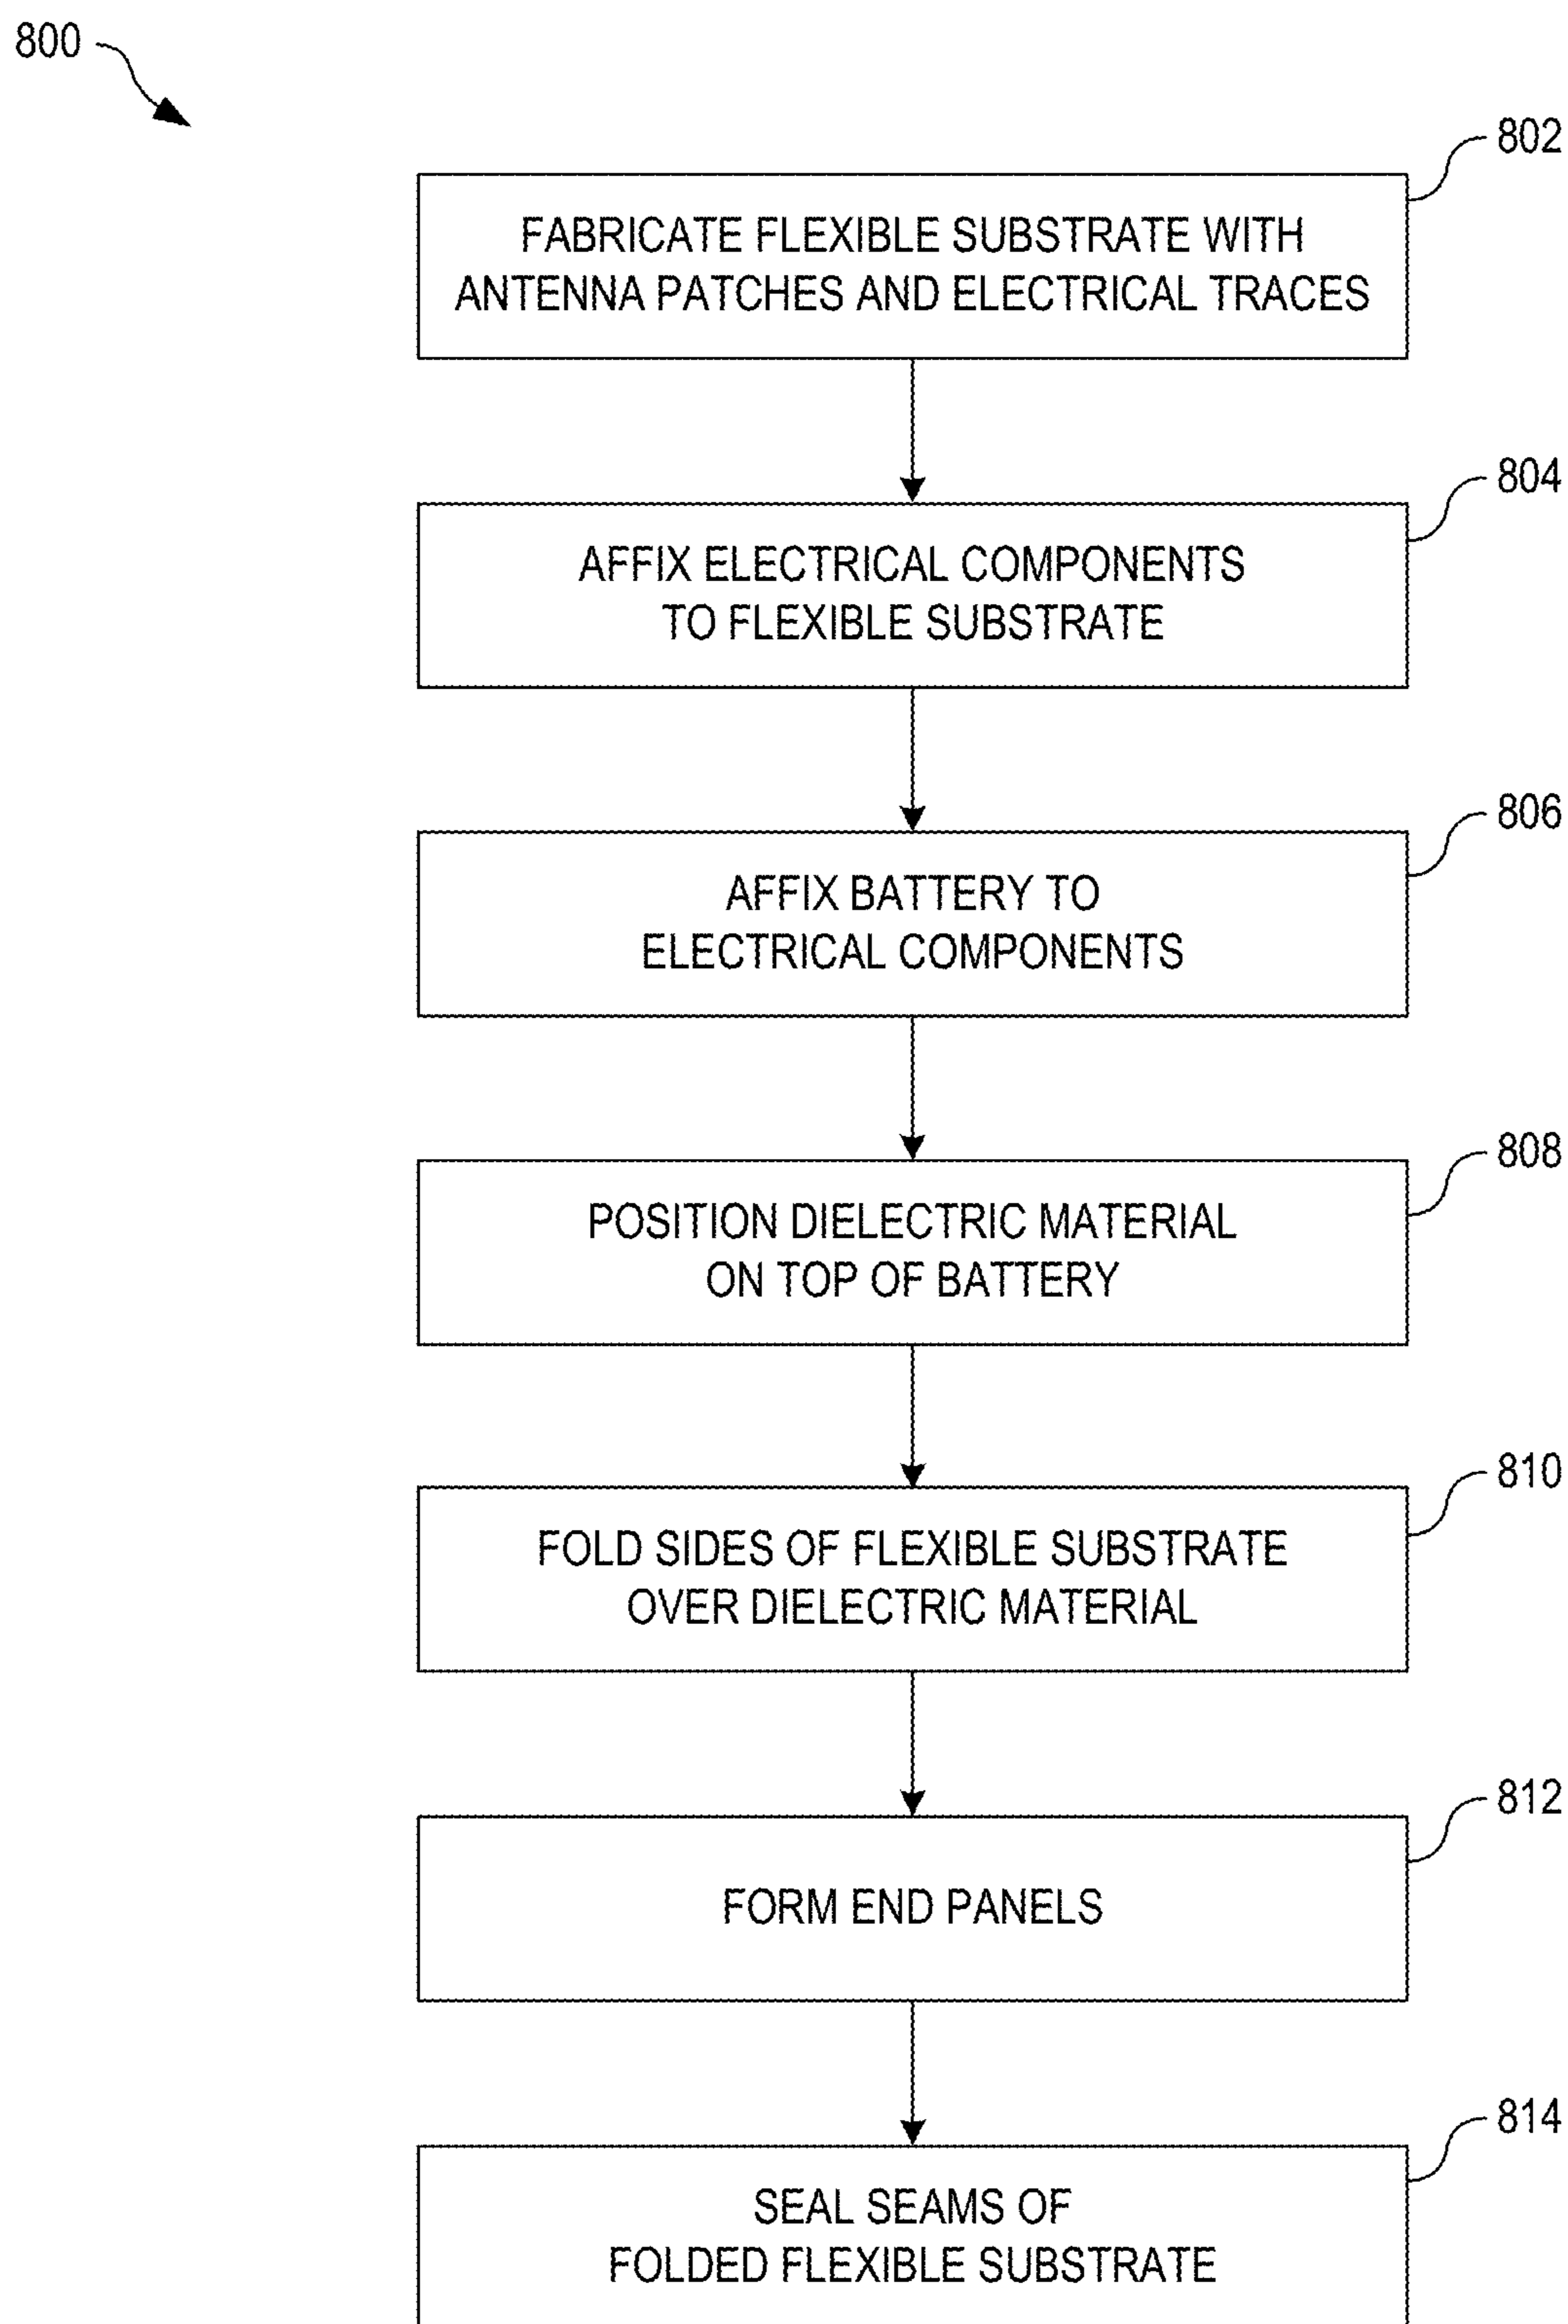 800
802
FABRICATE FLEXIBLE SUBSTRATE WITH
ANTENNA PATCHES AND ELECTRICAL TRACES
804
AFFIX ELECTRICAL COMPONENTS
TO FLEXIBLE SUBSTRATE
806
AFFIX BATTERY TO
ELECTRICAL COMPONENTS
808
POSITION DIELECTRIC MATERIAL
ON TOP OF BATTERY
810
FOLD SIDES OF FLEXIBLE SUBSTRATE
OVER DIELECTRIC MATERIAL
812
FORM END PANELS
814
SEAL SEAMS OF
FOLDED FLEXIBLE SUBSTRATE